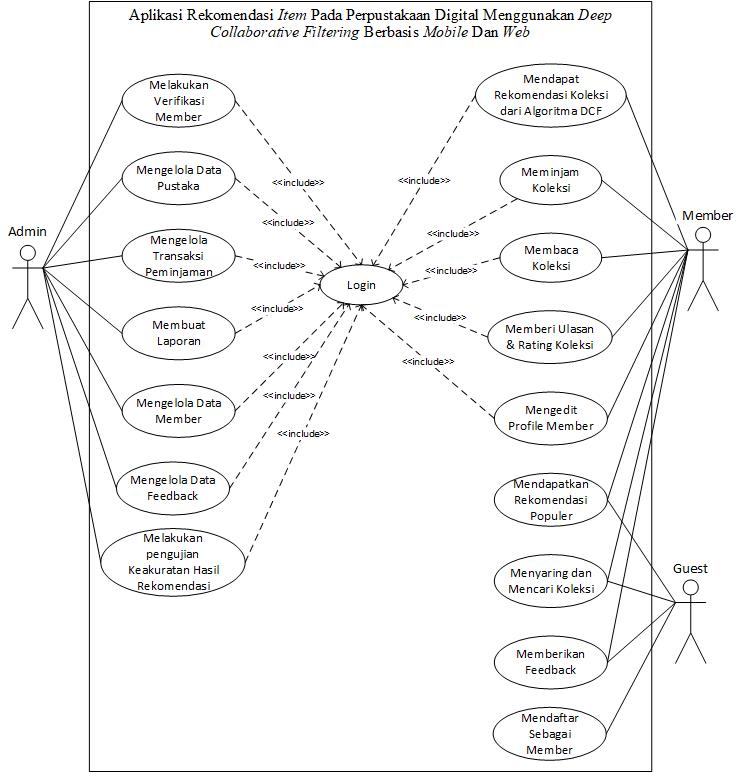 Aplikasi Rekomendasi Item Pada Perpustakaan Digital Menggunakan Deep
Collaborative Filtering Berbasis Mobile Dan Web
Admin
Melakukan
Verifikasi
Member
Mengelola Data
Pustaka
Mengelola
Transaksi
Peminjaman
Membuat
Laporan
Mengelola Data
Member
Mengelola Data
Feedback
Melakukan
pengujian
Keakuratan Hasil
Rekomendasi
<<include>>
<<include>>
<<include>>
<<include>>
<<include>>
<<include>>
<<include>>
Login
<<include>>
<<include>>
<<include>>
<<include>>
<<include>>
Mendapat
Rekomendasi Koleksi
dari Algoritma DCF
Meminjam
Koleksi
Membaca
Koleksi
Memberi Ulasan
& Rating Koleksi
Mengedit
Profile Member
Mendapatkan
Rekomendasi
Populer
Menyaring dan
Mencari Koleksi
Memberikan
Feedback
Mendaftar
Sebagai
Member
Member
Guest